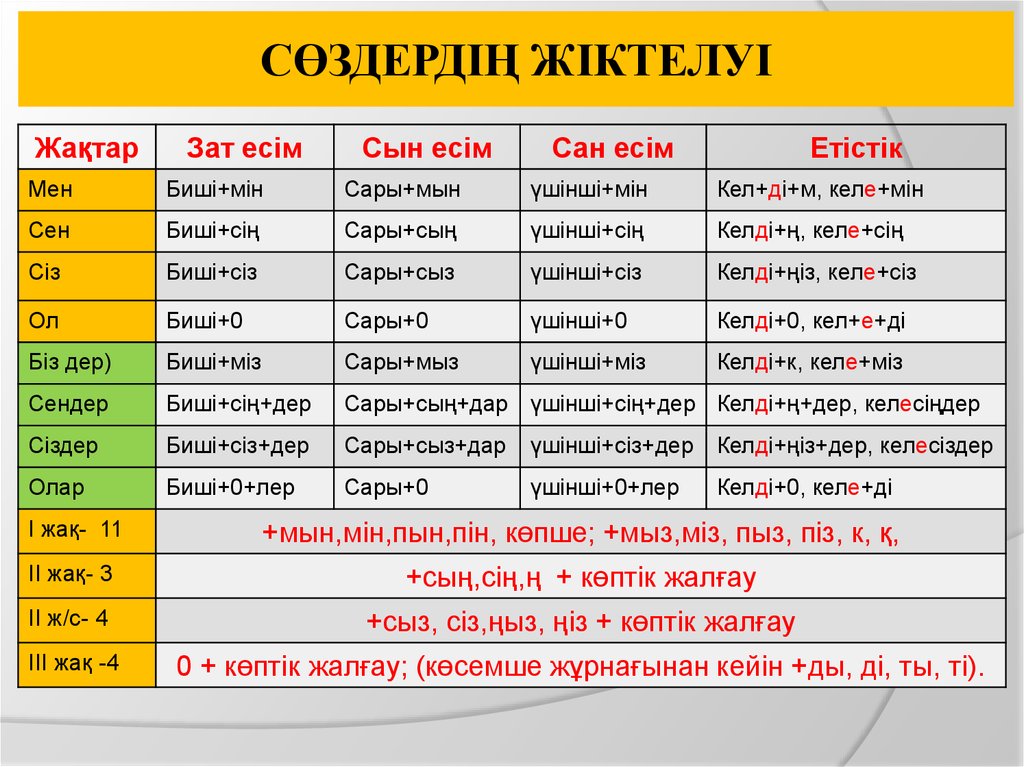 СӨЗДЕРДІҢ ЖІКТЕЛУІ
Жақтар Зат есім Сын есім Сан есім Етістік
Мен Биші+мін Сары+мын үшінші+мін Кел+ді+м, келе+мін
Сен Биші+сің Сары+сың үшінші+сің Келді+ң, келе+сің
Сіз Биші+сіз Сары+сыз үшінші+сіз Келді+ңіз, келе+сіз
Ол Биші+0 Сары+0 үшінші+0 Келді+0, кел+е+ді
Біз дер) Биші+міз Сары+мыз үшінші+міз Келді+к, келе+міз
Сендер Биші+сің+дер Сары+сың+дар үшінші+сің+дер Келді+ң+дер, келесіңдер
Сіздер Биші+сіз+дер Сары+сыз+дар үшінші+сіз+дер Келді+ңіз+дер, келесіздер
Олар Биші+0+лер Сары+0 үшінші+0+лер Келді+0, келе+ді
І жақ- 11 +мын,мін,пын,пін, көпше; +мыз,міз, пыз, піз, к, қ,
ІІ жақ- 3 +сың,сің,ң + көптік жалғау
ІІ ж/с- 4 +сыз, сіз,ңыз, ңіз + көптік жалғау
ІІІ жақ -4 0 + көптік жалғау; (көсемше жұрнағынан кейін +ды, ді, ты, ті).